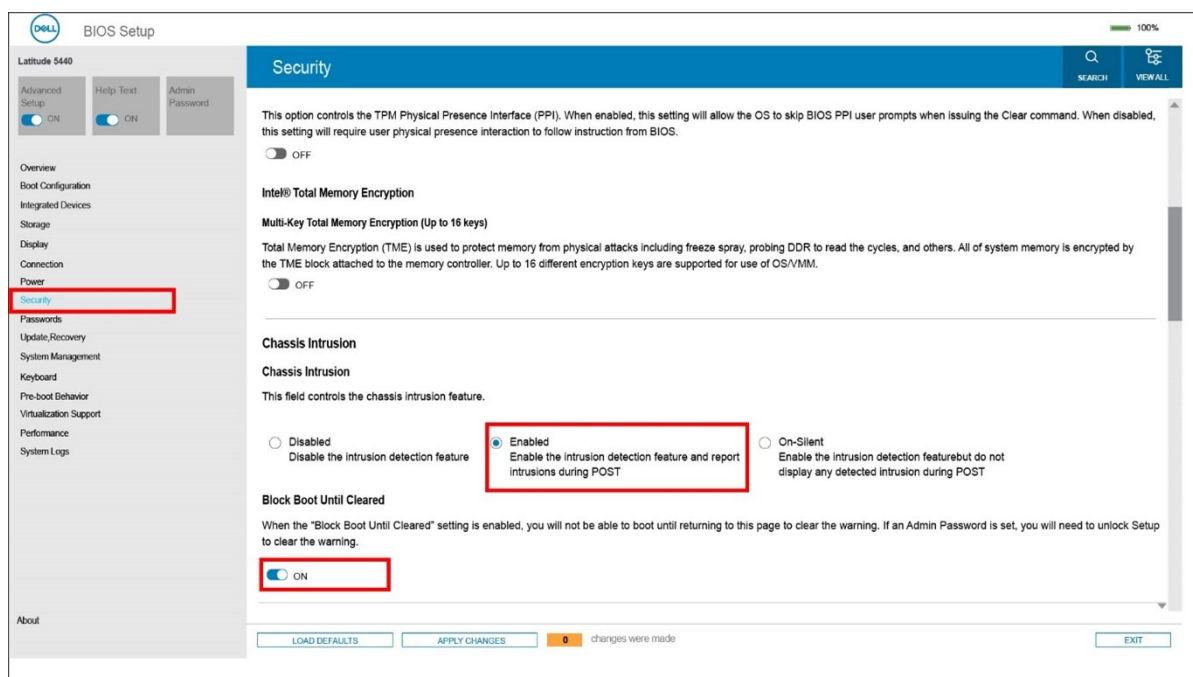 DELL
BIOS Setup
100%
Latitude 5440
Advanced
Setup
ON
Help Text
ON
Admin
Password
Security
SEARCH
VIEW ALL
Overview
Boot Configuration
Integrated Devices
Storage
Display
Connection
Power
Security
Passwords
Update,Recovery
System Management
Keyboard
Pre-boot Behavior
Virtualization Support
Performance
System Logs
About
This option controls the TPM Physical Presence Interface (PPI). When enabled, this setting will allow the OS to skip BIOS PPI user prompts when issuing the Clear command. When disabled,
this setting will require user physical presence interaction to follow instruction from BIOS.
OFF
Intel® Total Memory Encryption
Multi-Key Total Memory Encryption (Up to 16 keys)
Total Memory Encryption (TME) is used to protect memory from physical attacks including freeze spray, probing DDR to read the cycles, and others. All of system memory is encrypted by
the TME block attached to the memory controller. Up to 16 different encryption keys are supported for use of OS/VMM.
OFF
Chassis Intrusion
Chassis Intrusion
This field controls the chassis intrusion feature.
Disabled
Disable the intrusion detection feature
Enabled
Enable the intrusion detection feature and report
intrusions during POST
On-Silent
Enable the intrusion detection featurebut do not
display any detected intrusion during POST
Block Boot Until Cleared
When the "Block Boot Until Cleared" setting is enabled, you will not be able to boot until returning to this page to clear the warning. If an Admin Password is set, you will need to unlock Setup
to clear the warning.
ON
LOAD DEFAULTS
APPLY CHANGES
0 changes were made
EXIT